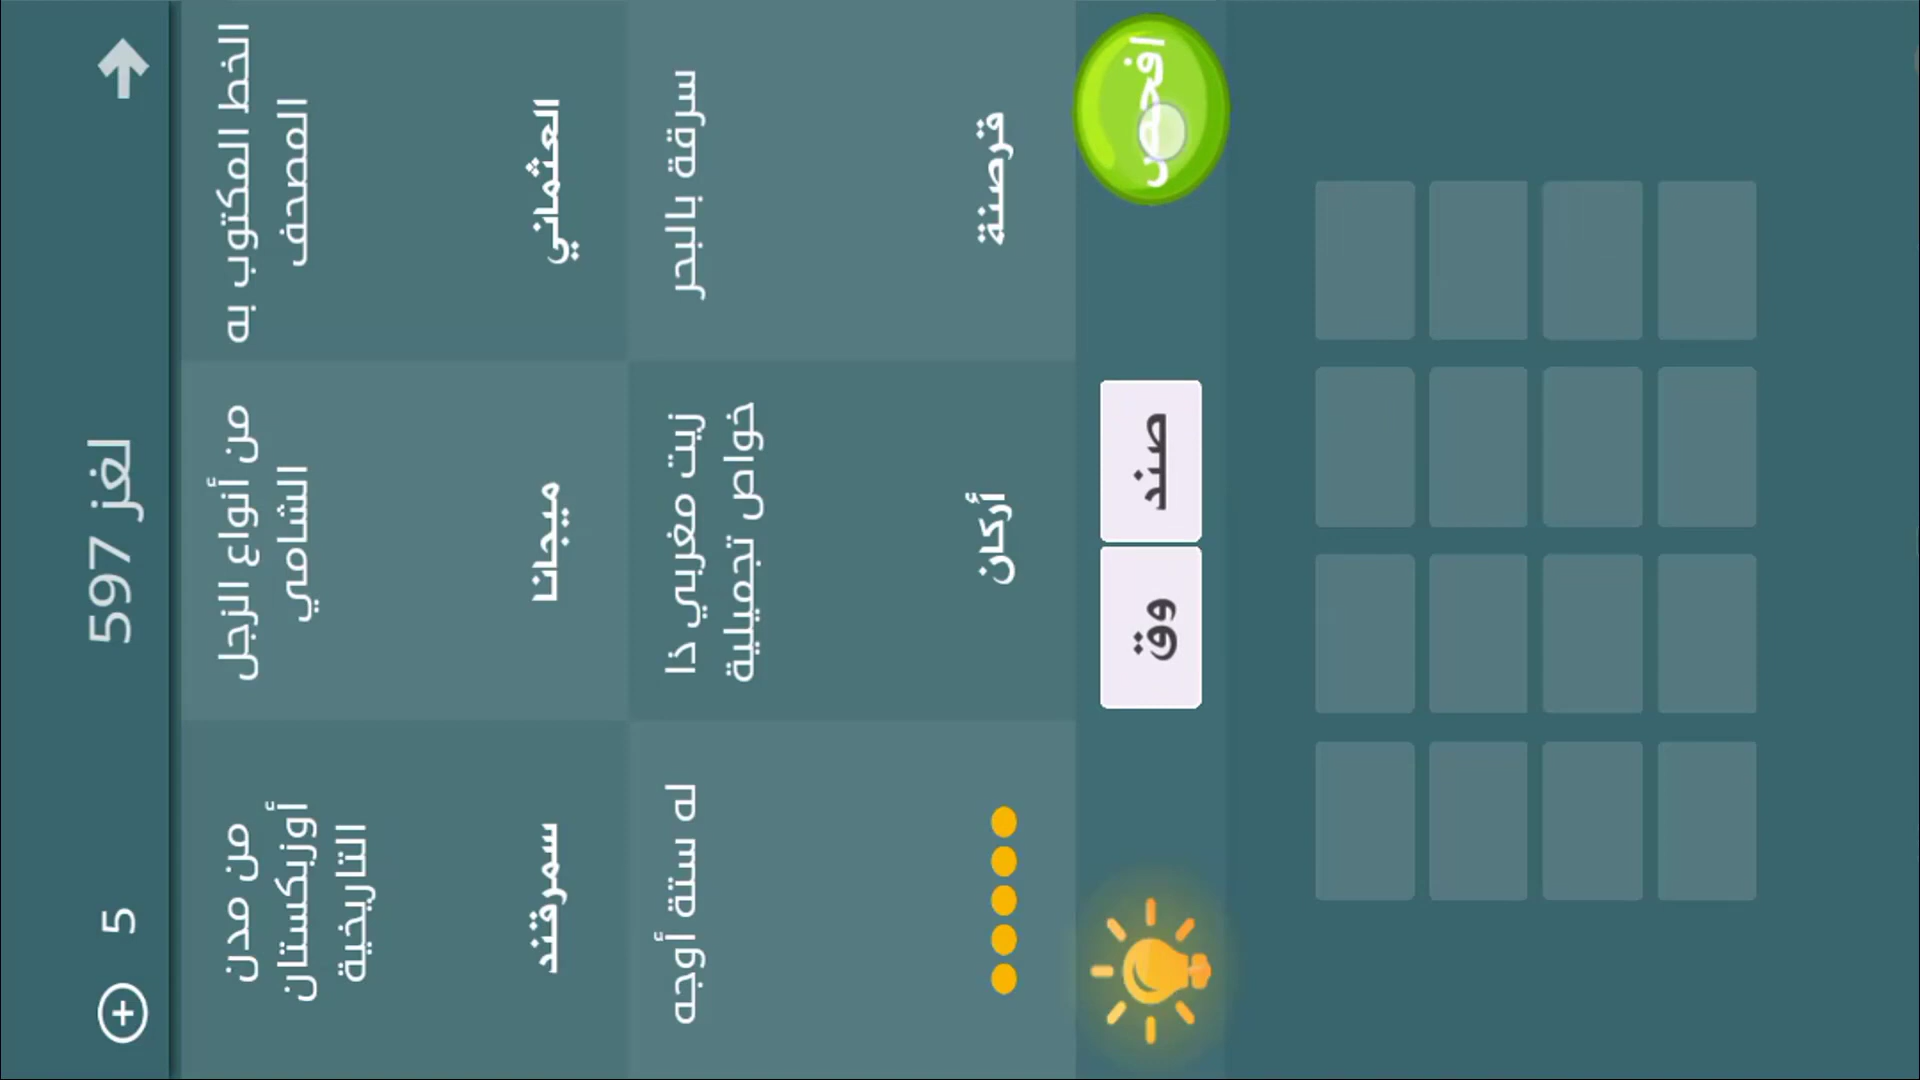 لغز 597
5
الخط المكتوب به
المصحف
العثماني
من أنواع الزجل
الشامي
ميجانا
من مدن
أوزبكستان
التاريخية
سمرقند
سرقة بالبحر
قرصنة
زيت مغربي ذا
خواص تجميلية
أركان
له ستة أوجه
افحص
صند
وق